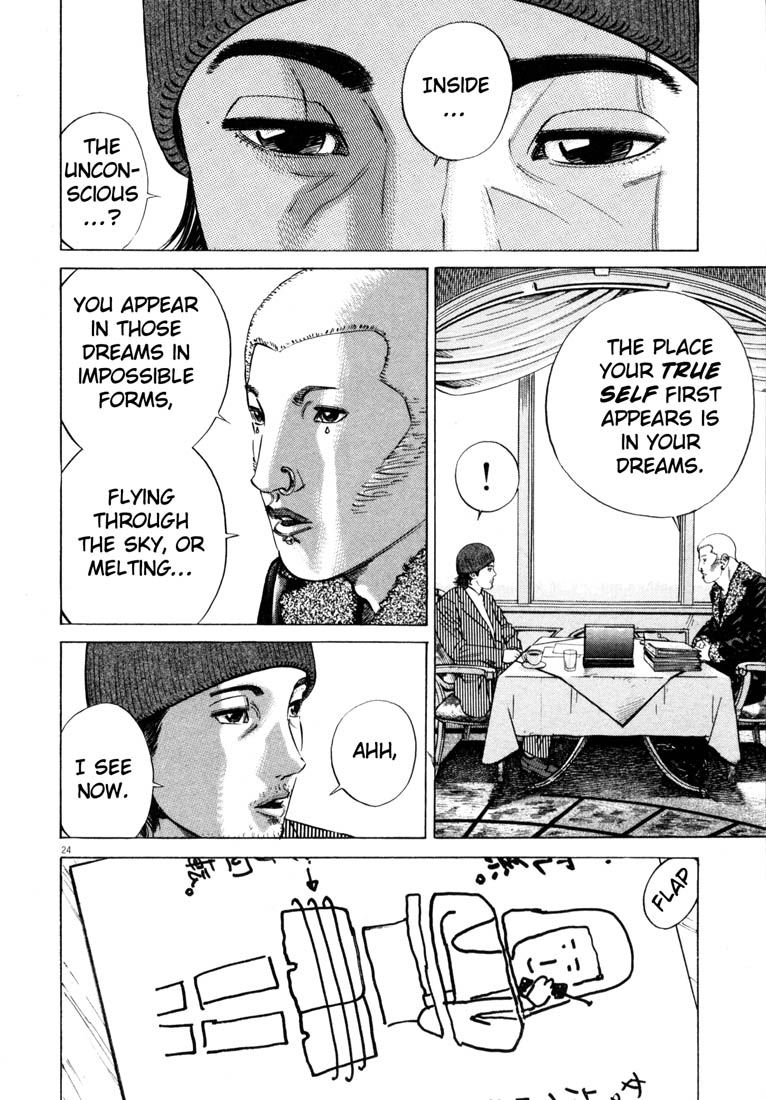 INSIDE
...
THE
UNCON-
SCIOUS
...?
THE PLACE
YOUR TRUE
SELF FIRST
APPEARS IS
IN YOUR
DREAMS.
!
YOU APPEAR
IN THOSE
DREAMS IN
IMPOSSIBLE
FORMS,
FLYING
THROUGH
THE SKY, OR
MELTING...
AHH,
I SEE
NOW.
24
FLAP